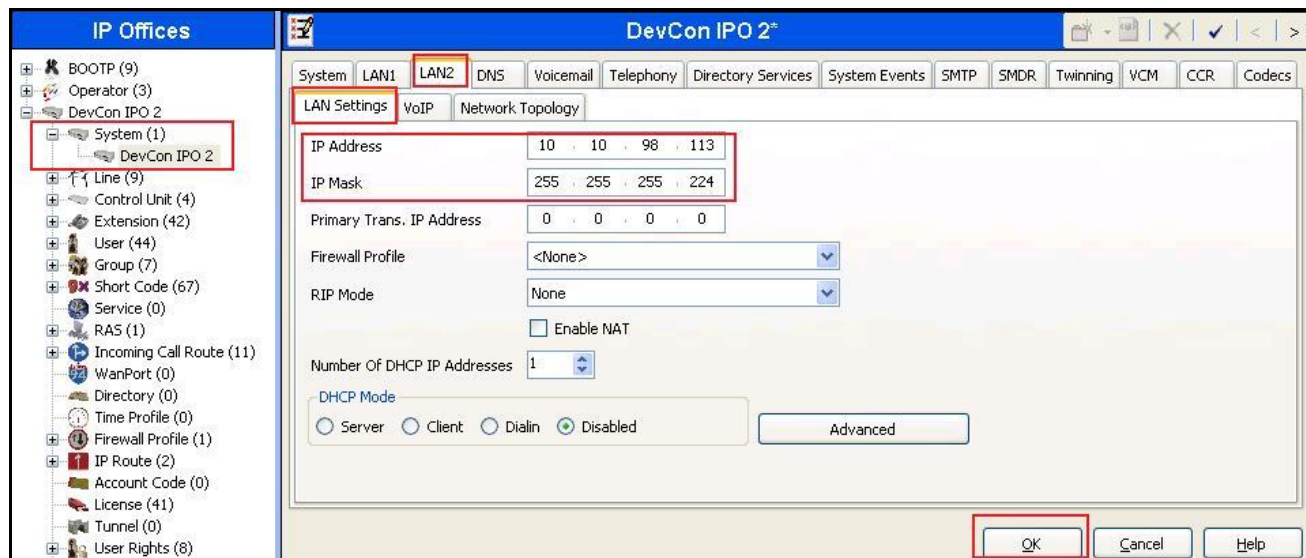 IP Offices
BOOTP (9)
Operator (3)
DevCon IPO 2
System (1)
DevCon IPO 2
Line (9)
Control Unit (4)
Extension (42)
User (44)
Group (7)
Short Code (67)
Service (0)
RAS (1)
Incoming Call Route (11)
WanPort (0)
Directory (0)
Time Profile (0)
Firewall Profile (1)
IP Route (2)
Account Code (0)
License (41)
Tunnel (0)
User Rights (8)
DevCon IPO 2*
System LAN1 LAN2 DNS Voicemail Telephony Directory Services System Events SMTP SMDR Twinning VCM CCR Codecs
LAN Settings VoIP Network Topology
IP Address 10 . 10 . 98 . 113
IP Mask 255 . 255 . 255 . 224
Primary Trans. IP Address 0 . 0 . 0 . 0
Firewall Profile <None>
RIP Mode None
Enable NAT
Number Of DHCP IP Addresses 1
DHCP Mode
Server Client Dialin Disabled Advanced
OK Cancel Help